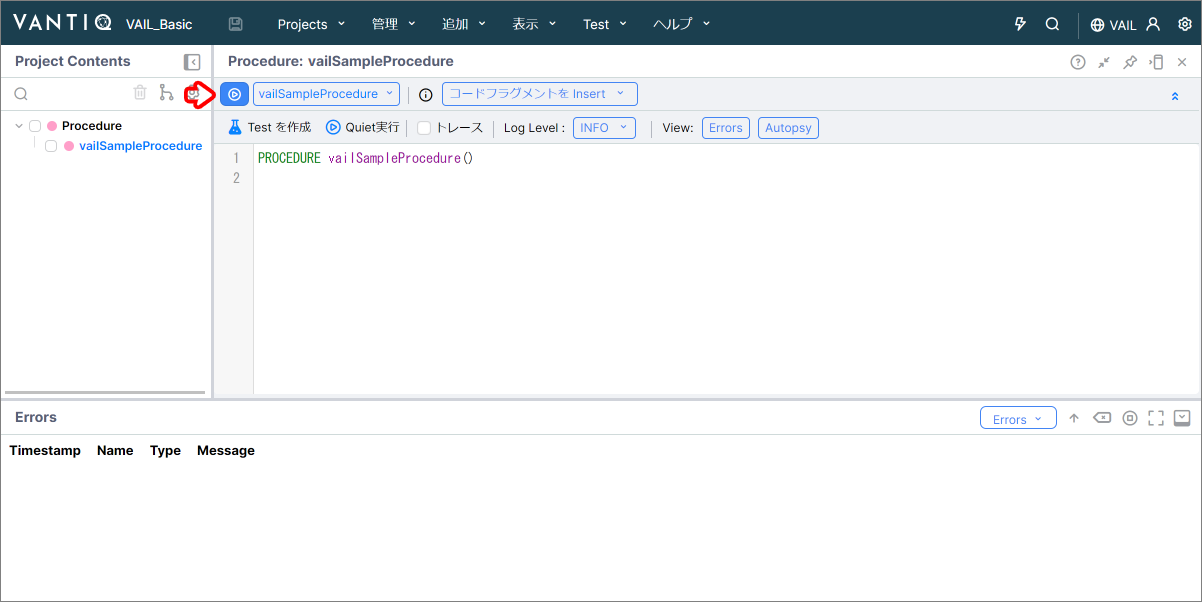 VANTIQ VAIL_Basic Projects 管理 追加 表示 Test ヘルプ VAIL
Project Contents
Procedure
vailSampleProcedure
Procedure: vailSampleProcedure
vailSampleProcedure コードフラグメントを Insert
Test を作成 Quiet実行 トレース Log Level : INFO View: Errors Autopsy
1 PROCEDURE vailSampleProcedure()
2
Errors Errors
Timestamp Name Type Message